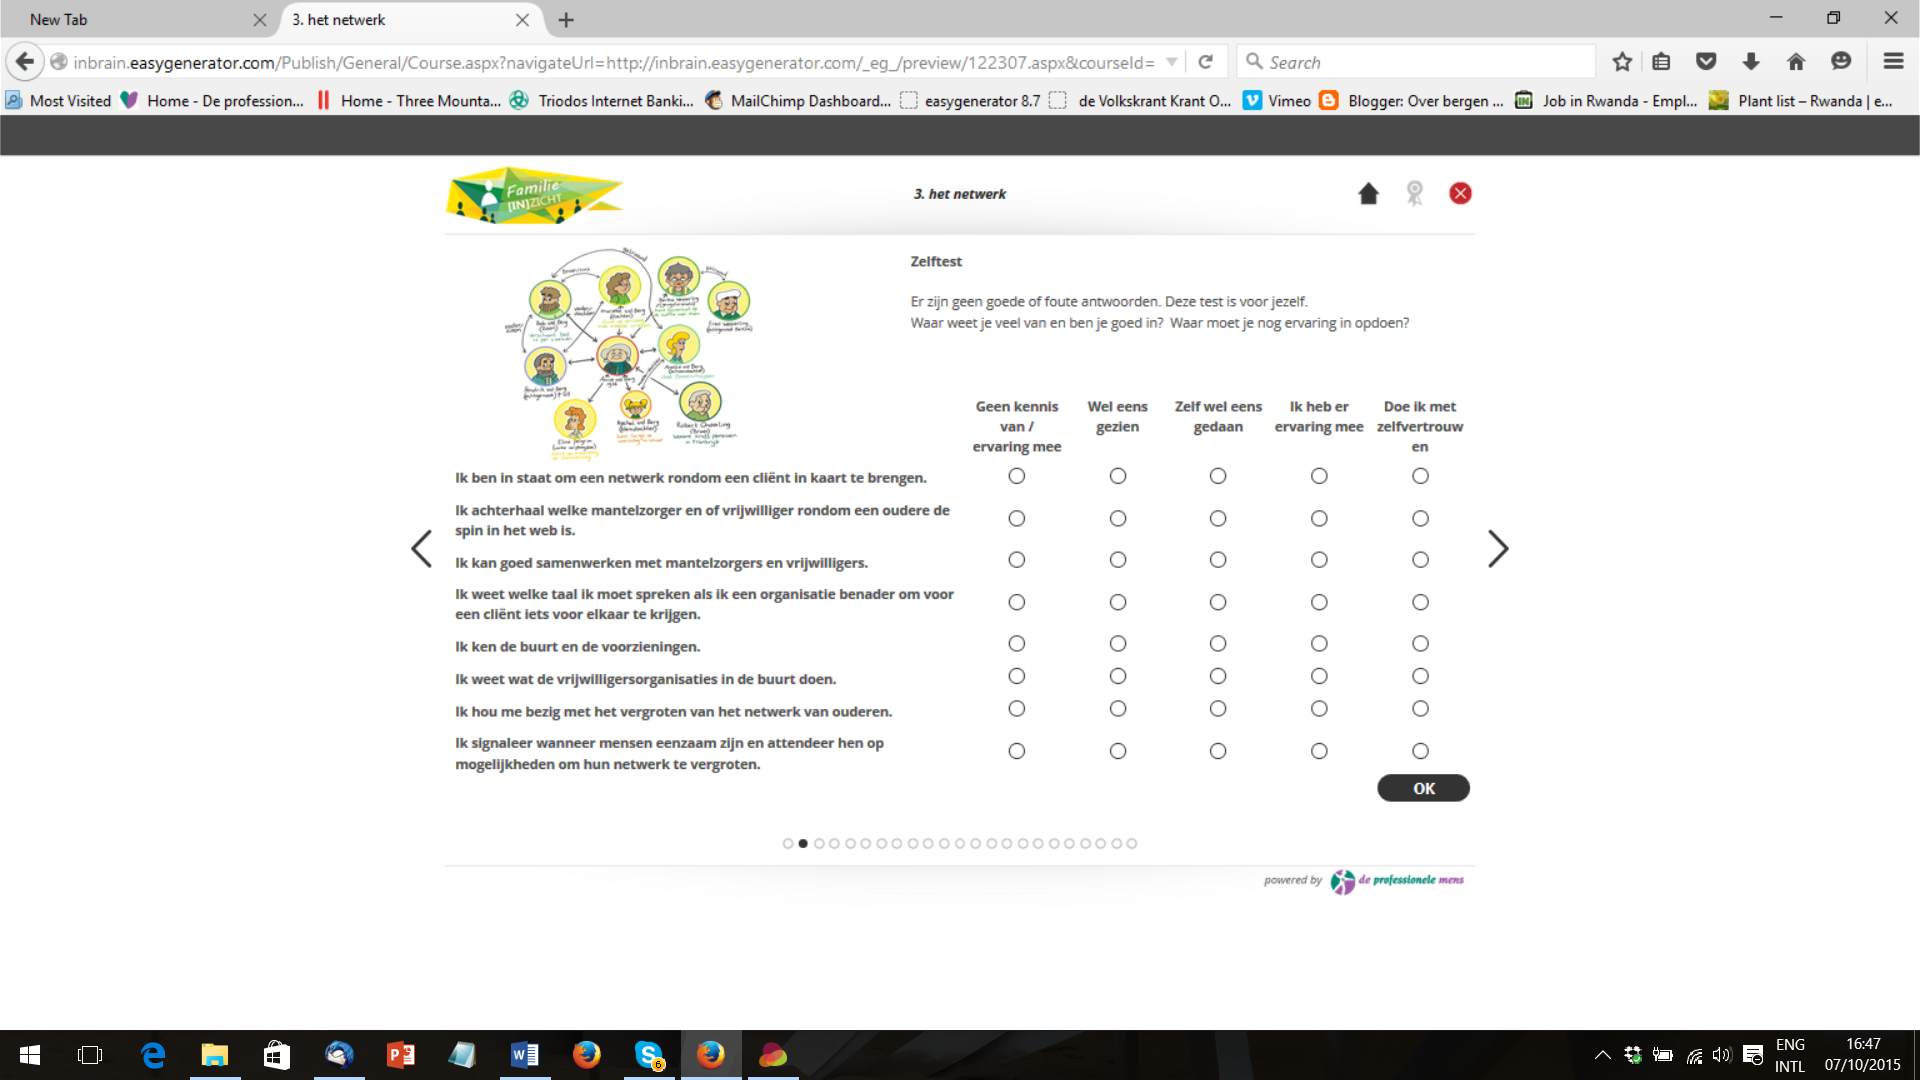 New Tab
3. het netwerk
inbrain.easygenerator.com/Publish/General/Course.aspx?navigateUrl=http://inbrain.easygenerator.com/_eg_/preview/122307.aspx&courseId=
Search
Most Visited
Home - De profession...
Home - Three Mounta...
Triodos Internet Banki...
MailChimp Dashboard...
easygenerator 8.7
de Volkskrant Krant O...
Vimeo
Blogger: Over bergen ...
Job in Rwanda - Empl...
Plant list – Rwanda | e...
Familie
[IN]ZICHT
3. het netwerk
Zelftest
Er zijn geen goede of foute antwoorden. Deze test is voor jezelf.
Waar weet je veel van en ben je goed in? Waar moet je nog ervaring in opdoen?
Geen kennis van / ervaring mee
Wel eens gezien
Zelf wel eens gedaan
Ik heb er ervaring mee
Doe ik met zelfvertrouw en
Ik ben in staat om een netwerk rondom een cliënt in kaart te brengen.
Ik achterhaal welke mantelzorger en of vrijwilliger rondom een oudere de
spin in het web is.
Ik kan goed samenwerken met mantelzorgers en vrijwilligers.
Ik weet welke taal ik moet spreken als ik een organisatie benader om voor
een cliënt iets voor elkaar te krijgen.
Ik ken de buurt en de voorzieningen.
Ik weet wat de vrijwilligersorganisaties in de buurt doen.
Ik hou me bezig met het vergroten van het netwerk van ouderen.
Ik signaleer wanneer mensen eenzaam zijn en attendeer hen op
mogelijkheden om hun netwerk te vergroten.
OK
powered by de professionele mens
6
ENG
INTL
16:47
07/10/2015